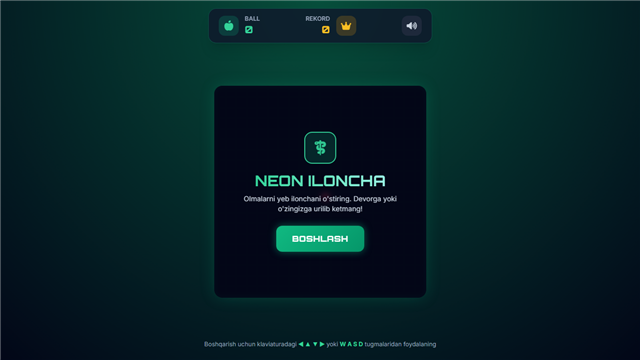 BALL
0
REKORD
0
NEON ILONCHA
Olmalarni yeb ilonchani o'stiring. Devorga yoki
o'zingizga urilib ketmang!
BOSHLASH
Boshqarish uchun klaviaturadagi ◀ ▲ ▼ ▶ yoki W A S D tugmalaridan foydalaning